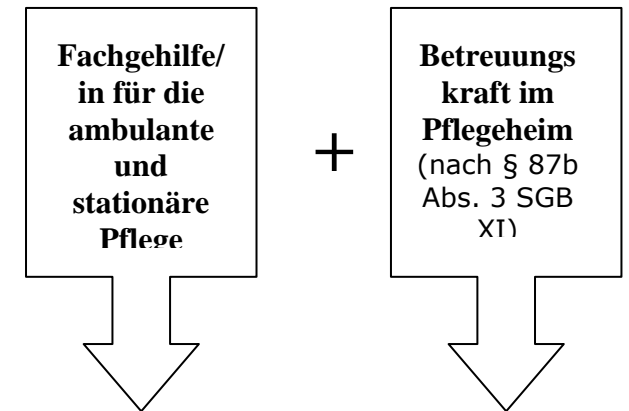 Fachgehilfe/
in für die
ambulante
und
stationäre
Pflege
+
Betreuungs
kraft im
Pflegeheim
(nach § 87b
Abs. 3 SGB
XI)